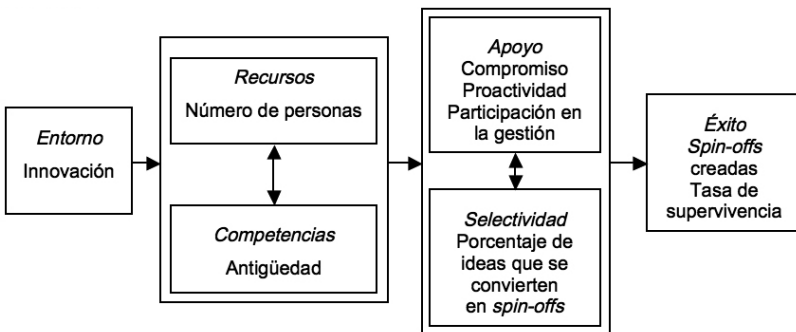 Entorno
Innovación
Recursos
Número de personas
Competencias
Antigüedad
Apoyo
Compromiso
Proactividad
Participación en
la gestión
Selectividad
Porcentaje de
ideas que se
convierten
en spin-offs
Éxito
Spin-offs
creadas
Tasa de
supervivencia